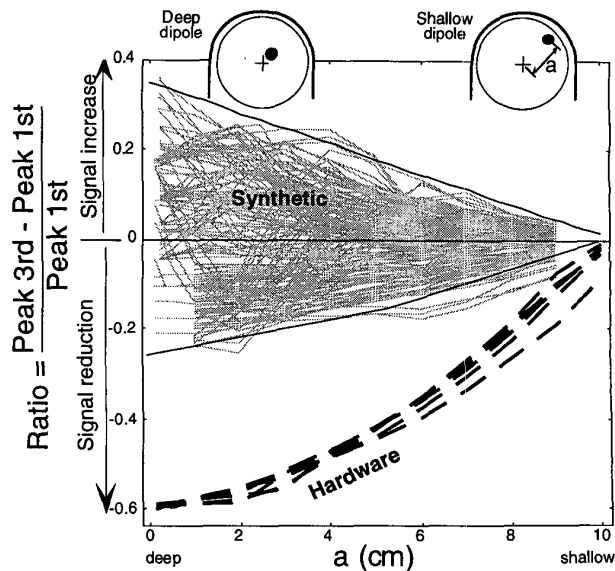 Deep
dipole
Shallow
dipole
a
Ratio = Peak 3rd - Peak 1st
Peak 1st
Signal increase
Signal reduction
0.4
0.2
0
-0.2
-0.4
-0.6
Synthetic
Hardware
0 2 4 6 8 10
deep a (cm) shallow